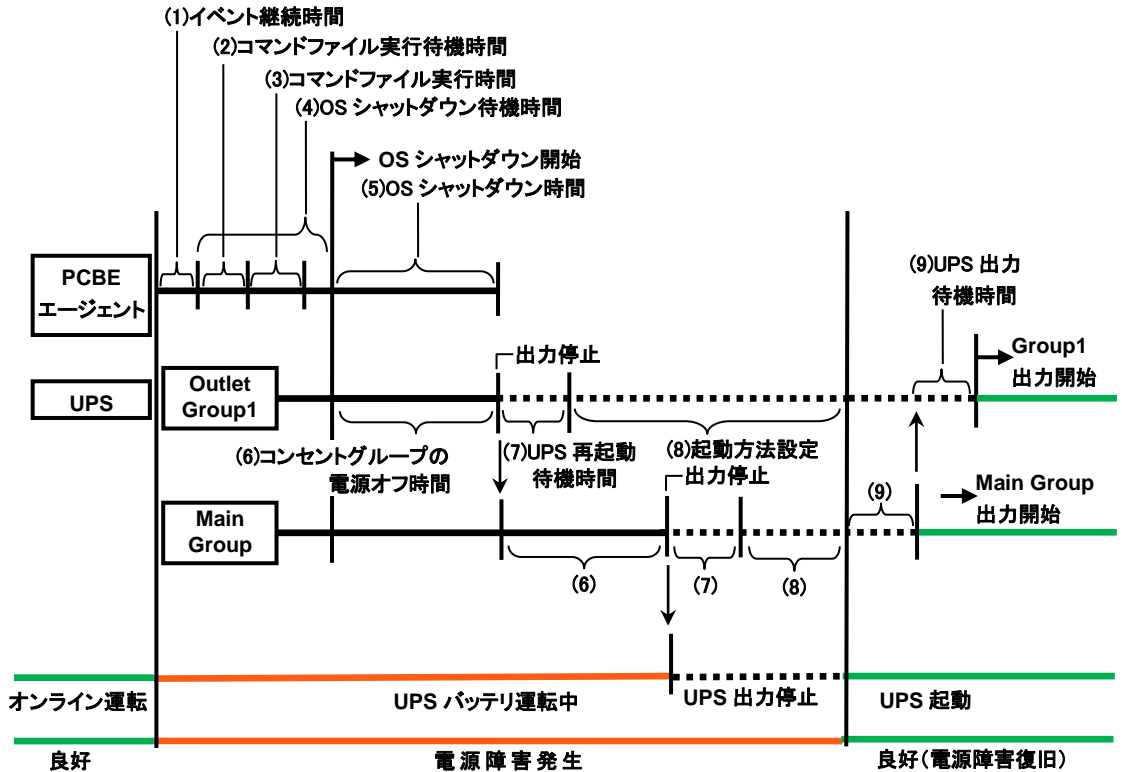 (1)イベント継続時間
(2)コマンドファイル実行待機時間
(3)コマンドファイル実行時間
(4)OS シャットダウン待機時間
OS シャットダウン開始
(5)OS シャットダウン時間
PCBE
エージェント
(9)UPS 出力
待機時間
出力停止
Group1
出力開始
UPS
Outlet
Group1
(6)コンセントグループの
電源オフ時間
(7)UPS 再起動
待機時間
(8)起動方法設定
出力停止
(9)
Main Group
出力開始
Main
Group
(6)
(7)
(8)
オンライン運転
UPS バッテリ運転中
UPS 出力停止
UPS 起動
良好
電源障害発生
良好(電源障害復旧)